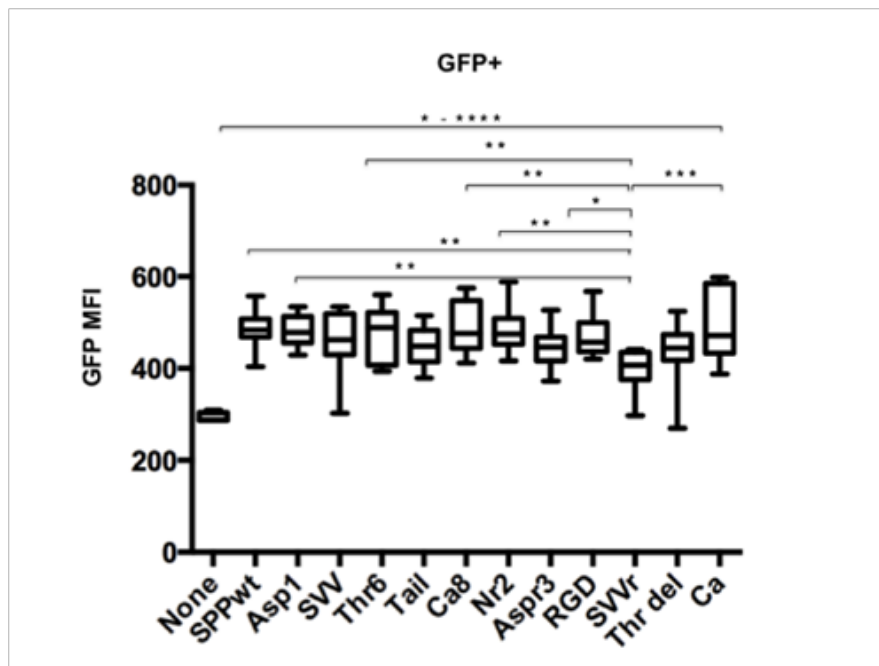 GFP+
* - ****
**
**
***
*
**
**
**
800
600
400
200
0
GFP MFI
None
SPPwt
Asp1
SVV
Thr6
Tail
Ca8
Nr2
Aspr3
RGD
SVVr
Thr del
Ca